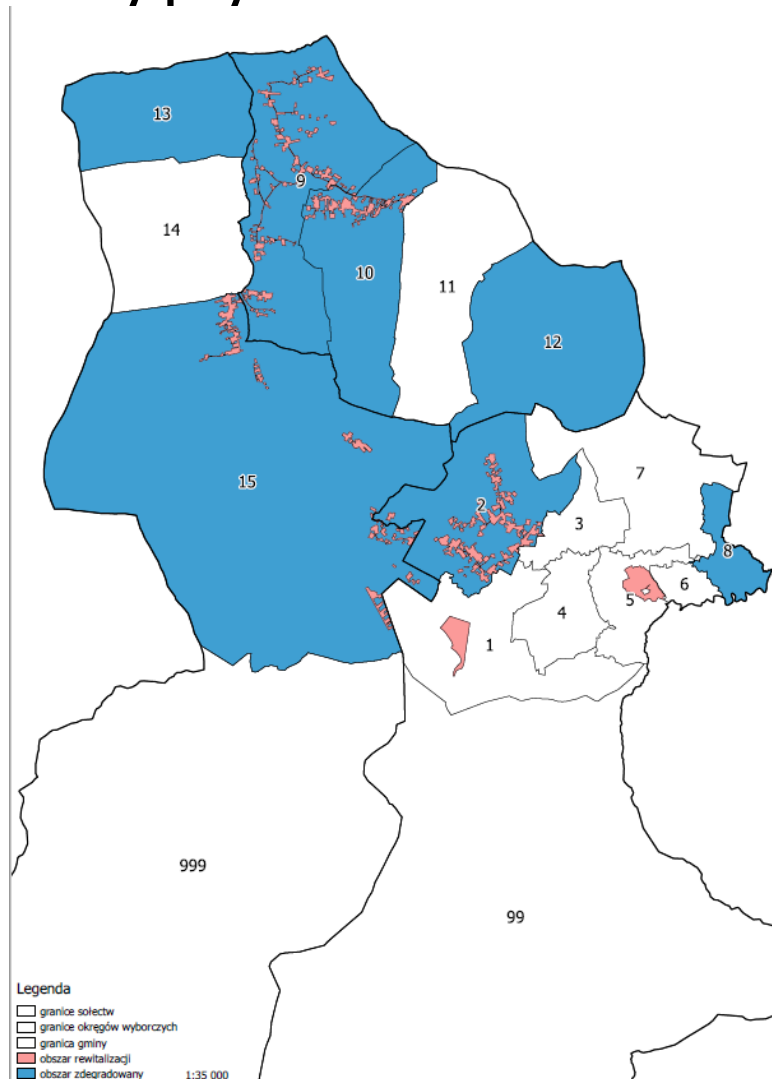 13
9
14
10
11
12
15
2
7
3
8
6
5
4
1
999
99
Legenda
granice sołectw
granice okręgów wyborczych
granica gminy
obszar rewitalizacji
obszar zdegradowany 1:35 000